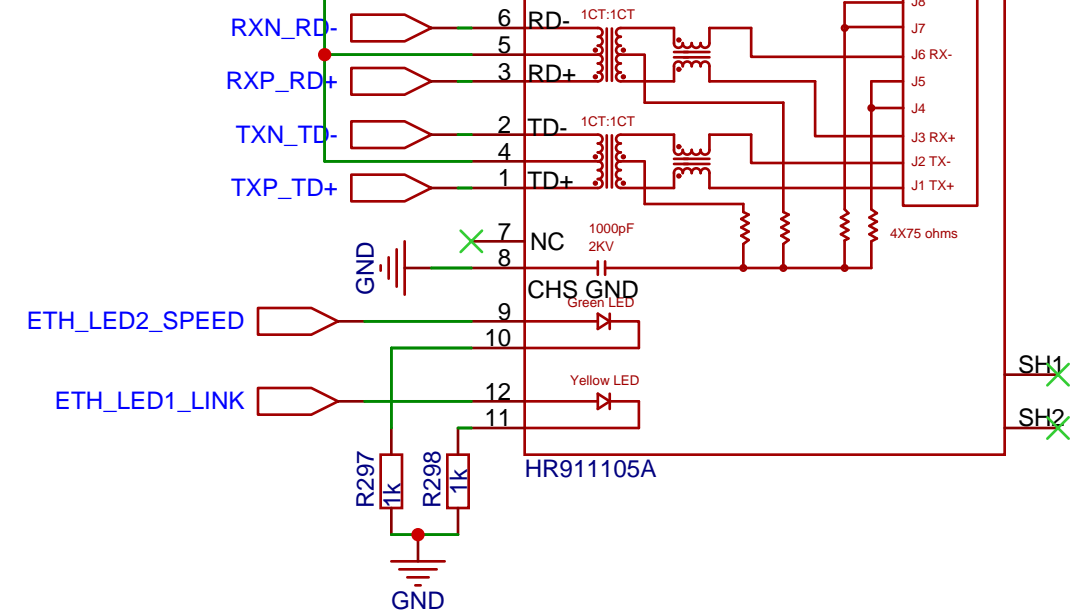 J8
1CT:1CT
RXN_RD-
6
RD-
J7
5
J6 RX-
RXP_RD+
3
RD+
J5
J4
1CT:1CT
TXN_TD-
2
TD-
J3 RX+
4
J2 TX-
TXP_TD+
1
TD+
J1 TX+
1000pF
2KV
4X75 ohms
7
NC
GND
8
CHS GND
Green LED
ETH_LED2_SPEED
9
10
SH1
Yellow LED
ETH_LED1_LINK
12
11
SH2
HR911105A
R297
1k
R298
1k
GND